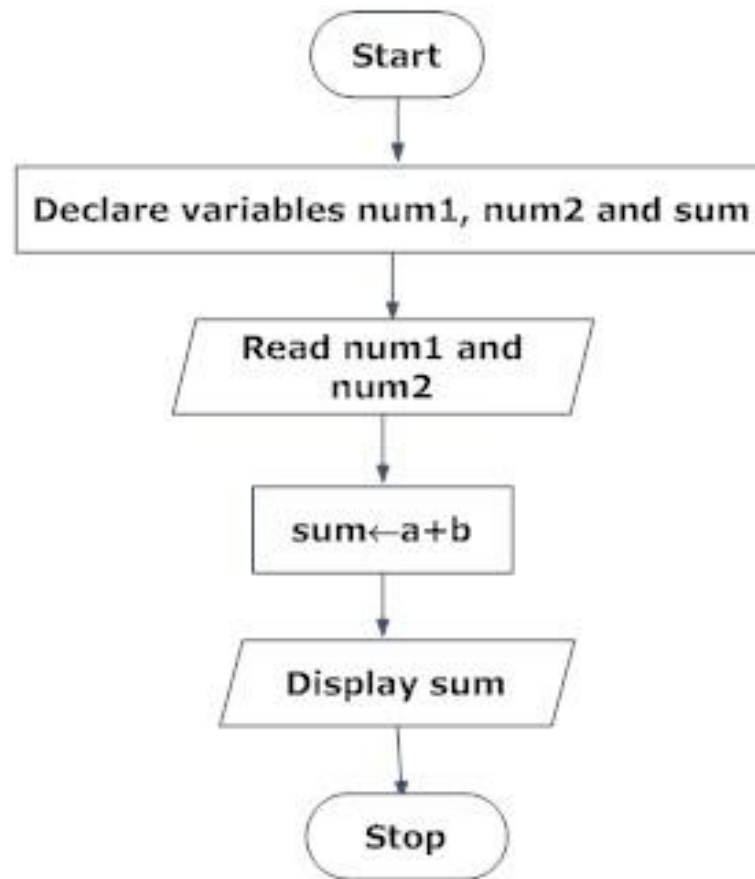 Start
Declare variables num1, num2 and sum
Read num1 and
num2
sum←a+b
Display sum
Stop